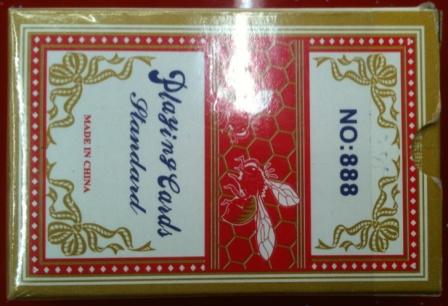 NO:888
Playing Cards
Standard
MADE IN CHINA